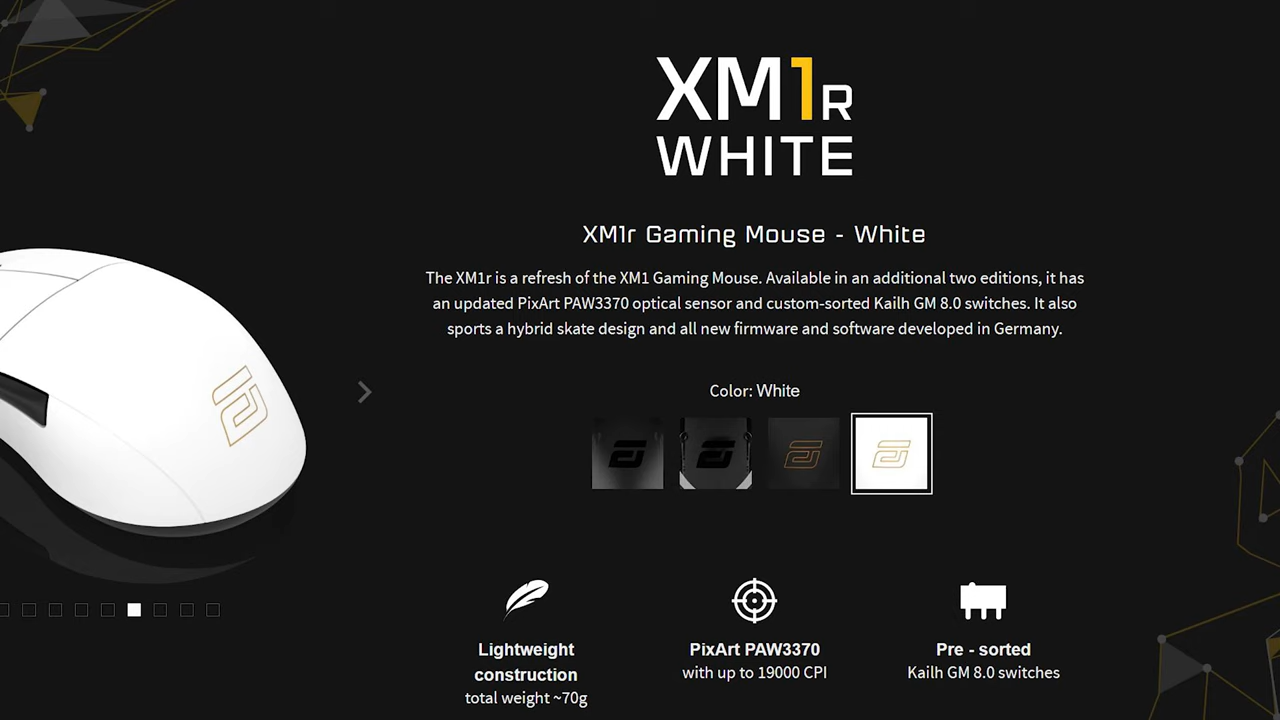 XM1R
WHITE
XM1r Gaming Mouse - White
The XM1r is a refresh of the XM1 Gaming Mouse. Available in an additional two editions, it has
an updated PixArt PAW3370 optical sensor and custom-sorted Kailh GM 8.0 switches. It also
sports a hybrid skate design and all new firmware and software developed in Germany.
Color: White
Lightweight
construction
total weight ~70g
PixArt PAW3370
with up to 19000 CPI
Pre - sorted
Kailh GM 8.0 switches